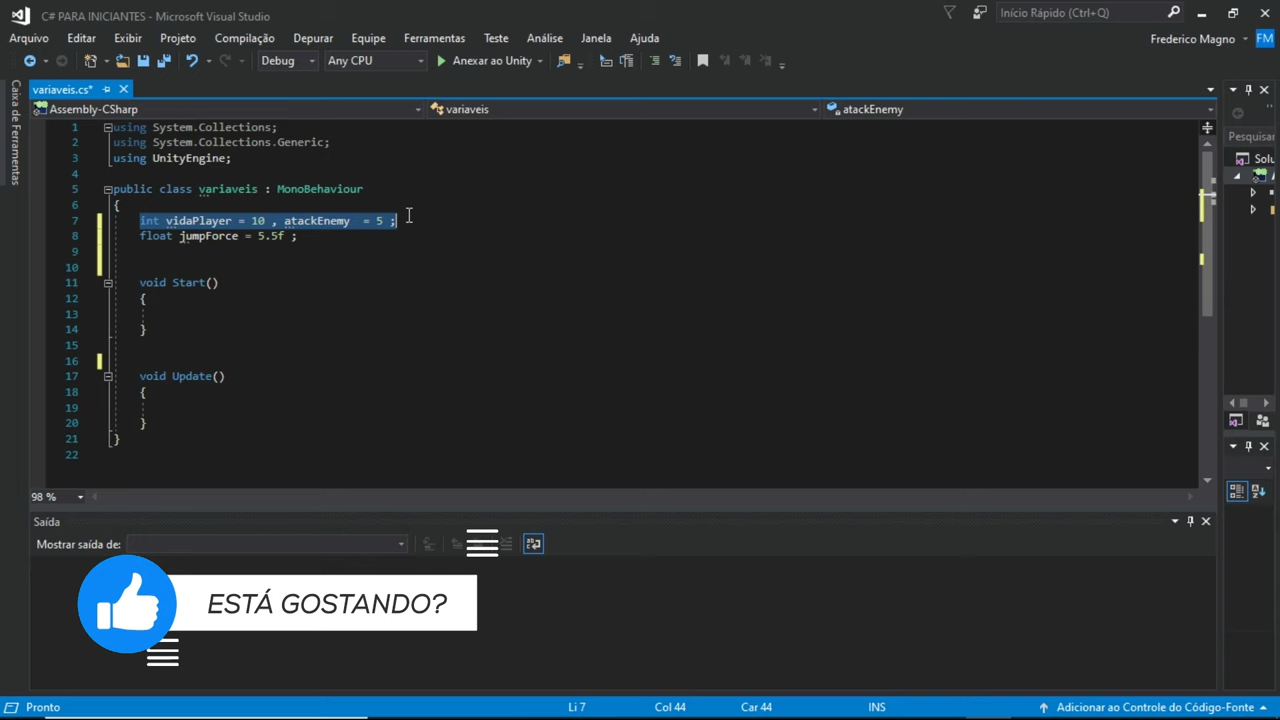 C# PARA INICIANTES - Microsoft Visual Studio
Início Rápido (Ctrl+Q)
Arquivo Editar Exibir Projeto Compilação Depurar Equipe Ferramentas Teste Análise Janela Ajuda
Frederico Magno FM
Debug Any CPU Anexar ao Unity
Caixa de Ferramentas
variaveis.cs*
Assembly-CSharp variaveis atackEnemy
Pesquisar
Solu
1 using System.Collections;
2 using System.Collections.Generic;
3 using UnityEngine;
4
5 public class variaveis : MonoBehaviour
6 {
7 int vidaPlayer = 10 , atackEnemy = 5 ;
8 float jumpForce = 5.5f ;
9
10
11 void Start()
12 {
13
14 }
15
16
17 void Update()
18 {
19
20 }
21 }
22
98 %
Saída
Mostrar saída de:
ESTÁ GOSTANDO?
Pronto Li 7 Col 44 Car 44 INS Adicionar ao Controle do Código-Fonte